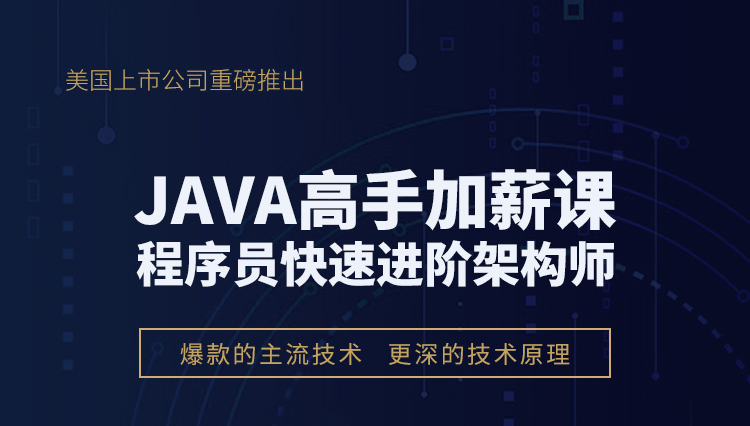 美国上市公司重磅推出
JAVA高手加薪课
程序员快速进阶架构师
爆款的主流技术 更深的技术原理